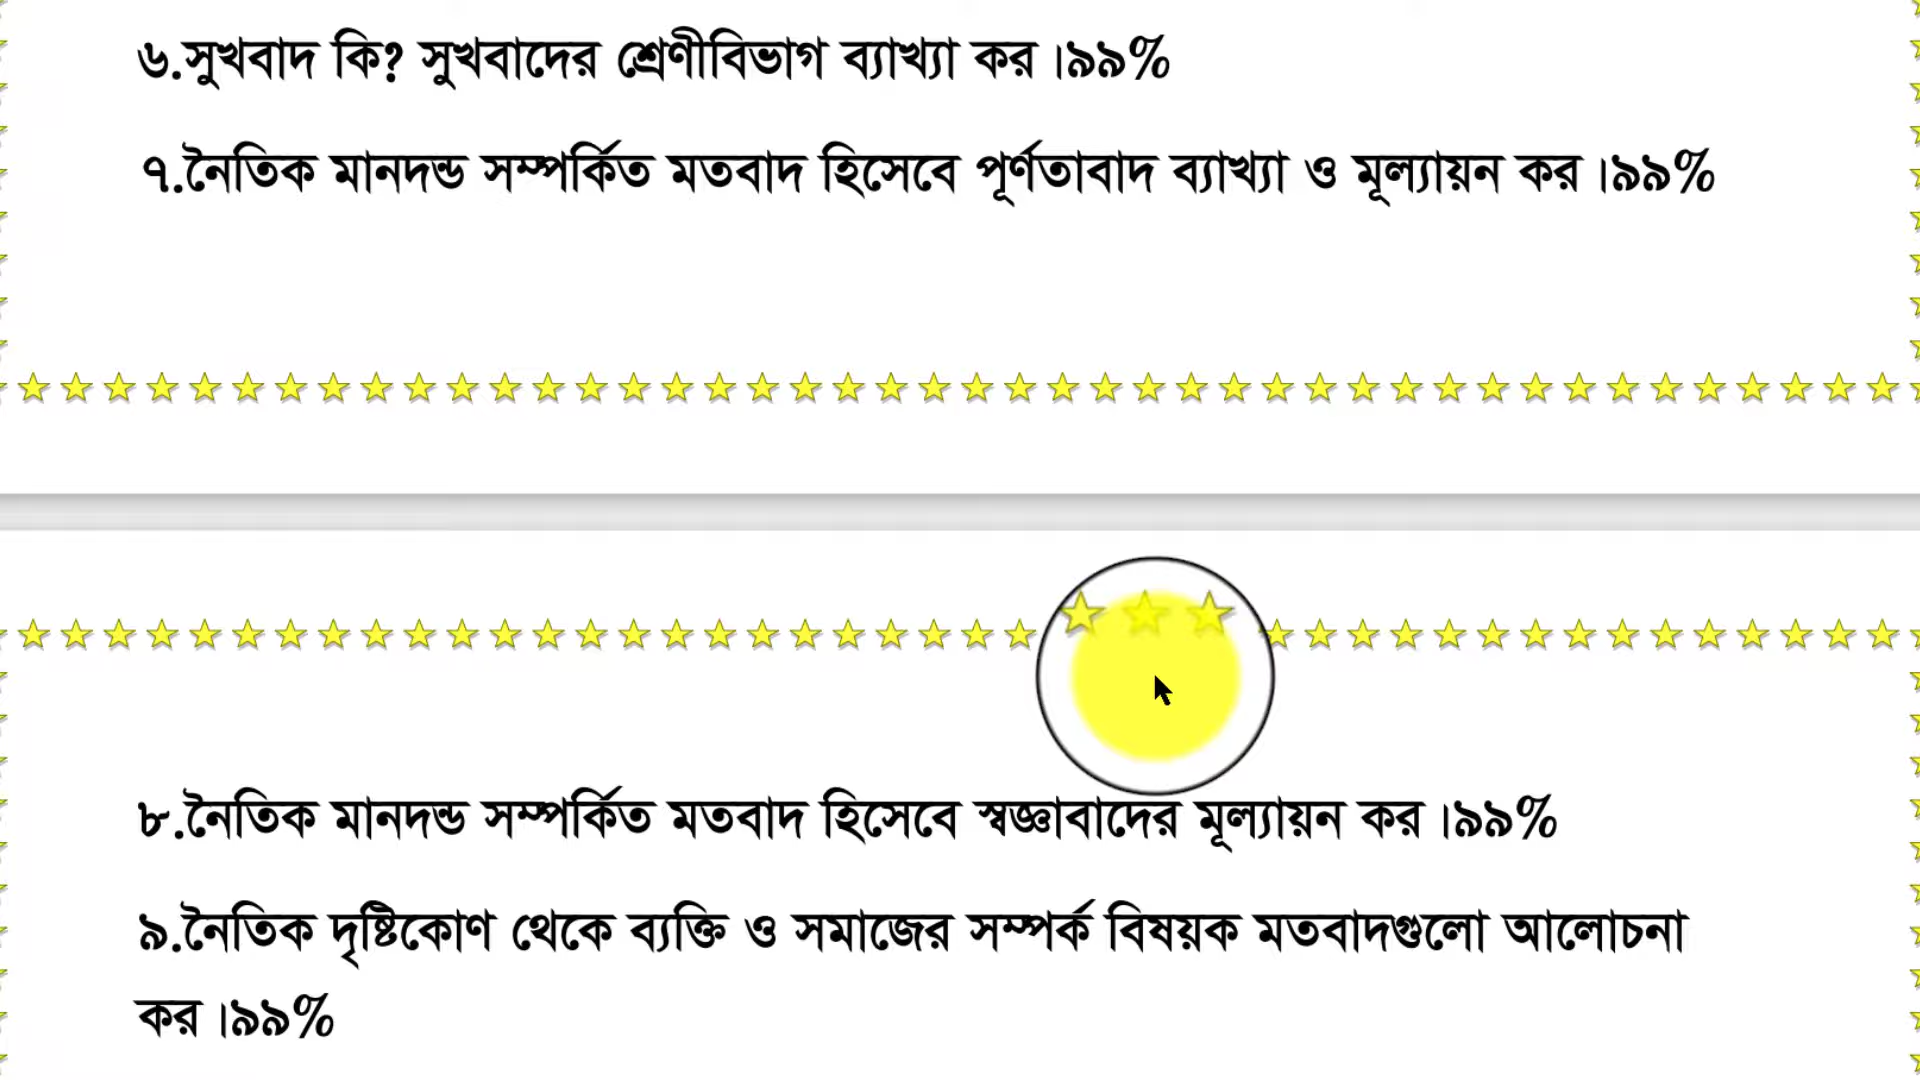 ৬.সুখবাদ কি? সুখবাদের শ্রেণীবিভাগ ব্যাখ্যা কর।৯৯%
৭.নৈতিক মানদন্ড সম্পর্কিত মতবাদ হিসেবে পূর্ণতাবাদ ব্যাখ্যা ও মূল্যায়ন কর।৯৯%
৮.নৈতিক মানদন্ড সম্পর্কিত মতবাদ হিসেবে স্বজ্ঞাবাদের মূল্যায়ন কর।৯৯%
৯.নৈতিক দৃষ্টিকোণ থেকে ব্যক্তি ও সমাজের সম্পর্ক বিষয়ক মতবাদগুলো আলোচনা
কর।৯৯%